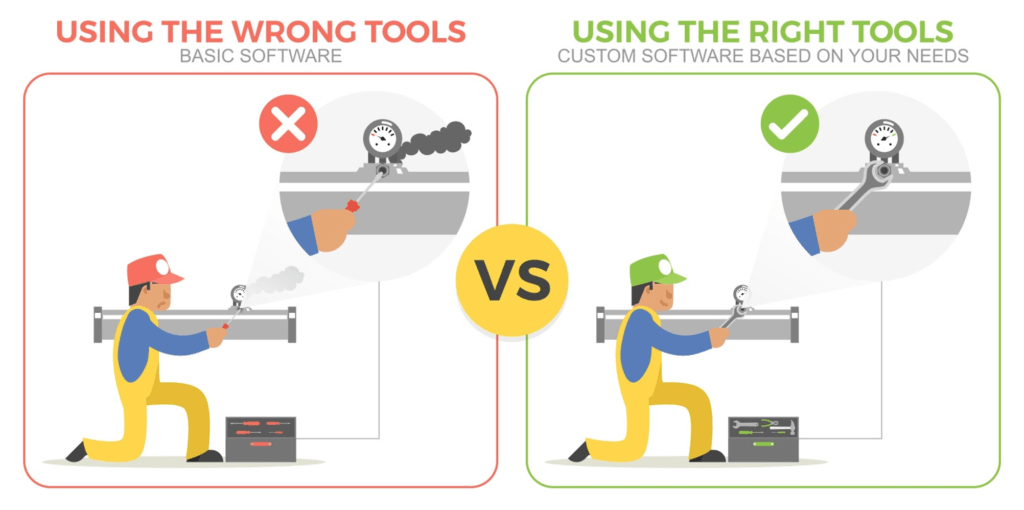 USING THE WRONG TOOLS
BASIC SOFTWARE
USING THE RIGHT TOOLS
CUSTOM SOFTWARE BASED ON YOUR NEEDS
VS